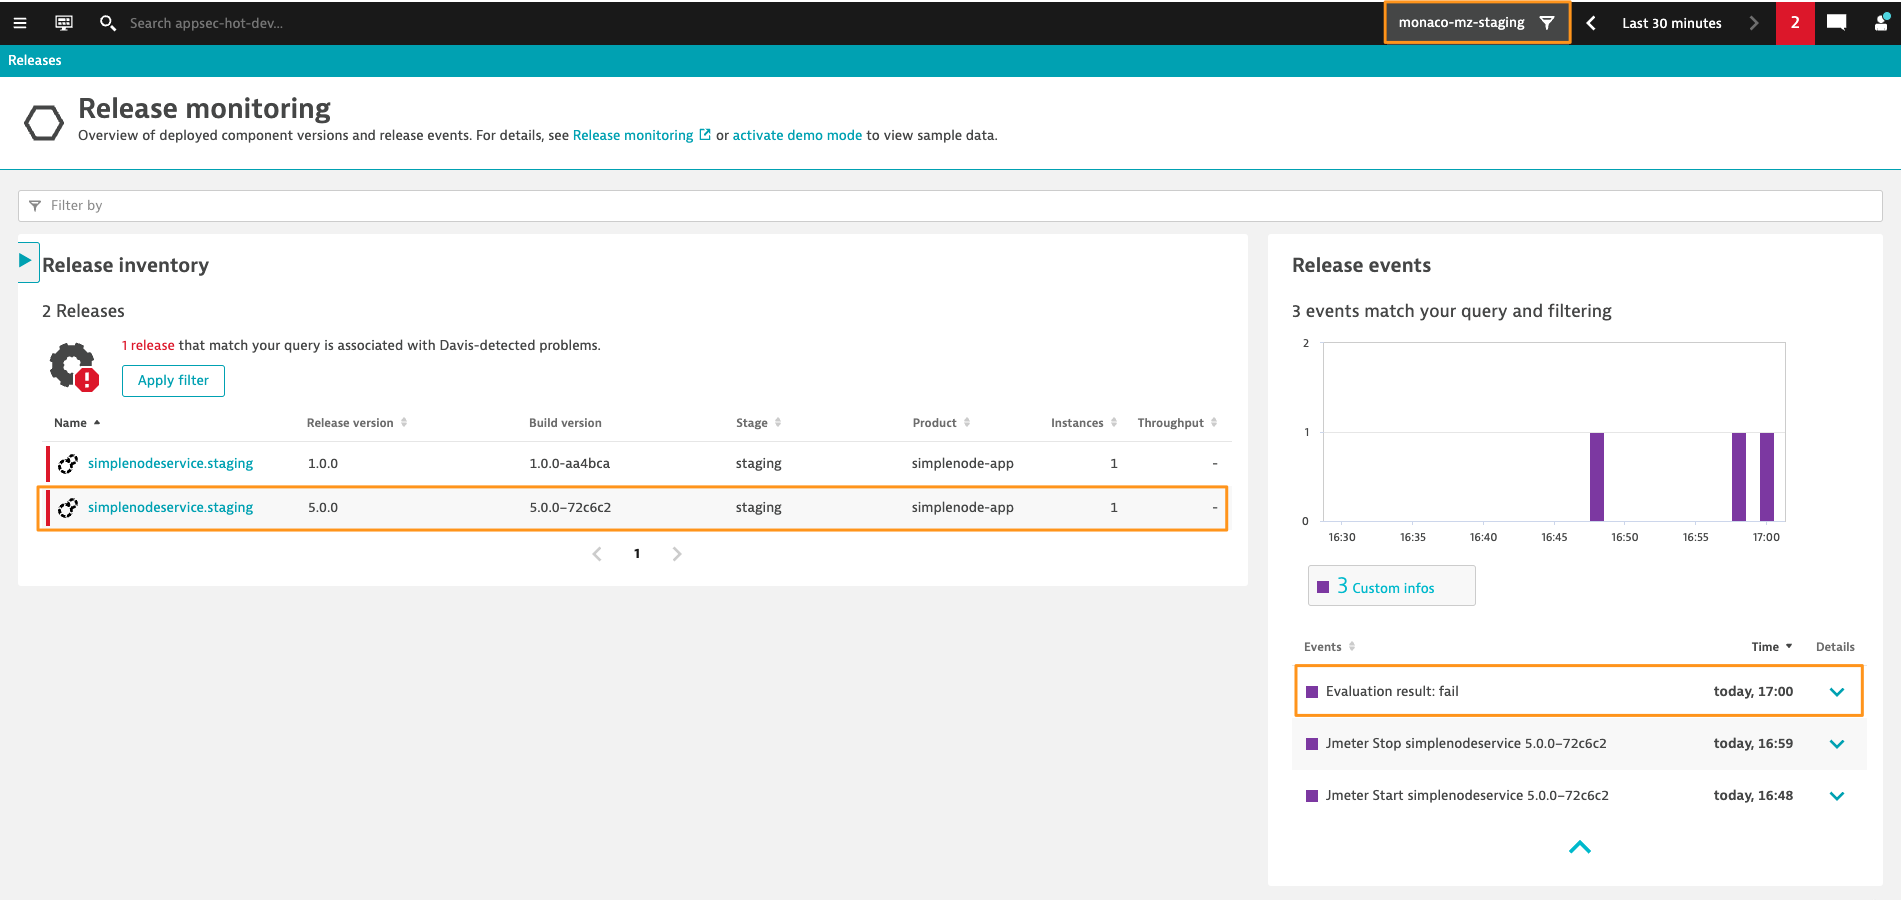 Search appsec-hot-dev...
monaco-mz-staging
Last 30 minutes
2
Releases
Release monitoring
Overview of deployed component versions and release events. For details, see Release monitoring or activate demo mode to view sample data.
Filter by
Release inventory
2 Releases
1 release that match your query is associated with Davis-detected problems.
Apply filter
Name Release version Build version Stage Product Instances Throughput
simplenodeservice.staging 1.0.0 1.0.0-aa4bca staging simplenode-app 1 -
simplenodeservice.staging 5.0.0 5.0.0-72c6c2 staging simplenode-app 1 -
1
Release events
3 events match your query and filtering
2
1
0
16:30 16:35 16:40 16:45 16:50 16:55 17:00
3 Custom infos
Events Time Details
Evaluation result: fail today, 17:00
Jmeter Stop simplenodeservice 5.0.0-72c6c2 today, 16:59
Jmeter Start simplenodeservice 5.0.0-72c6c2 today, 16:48